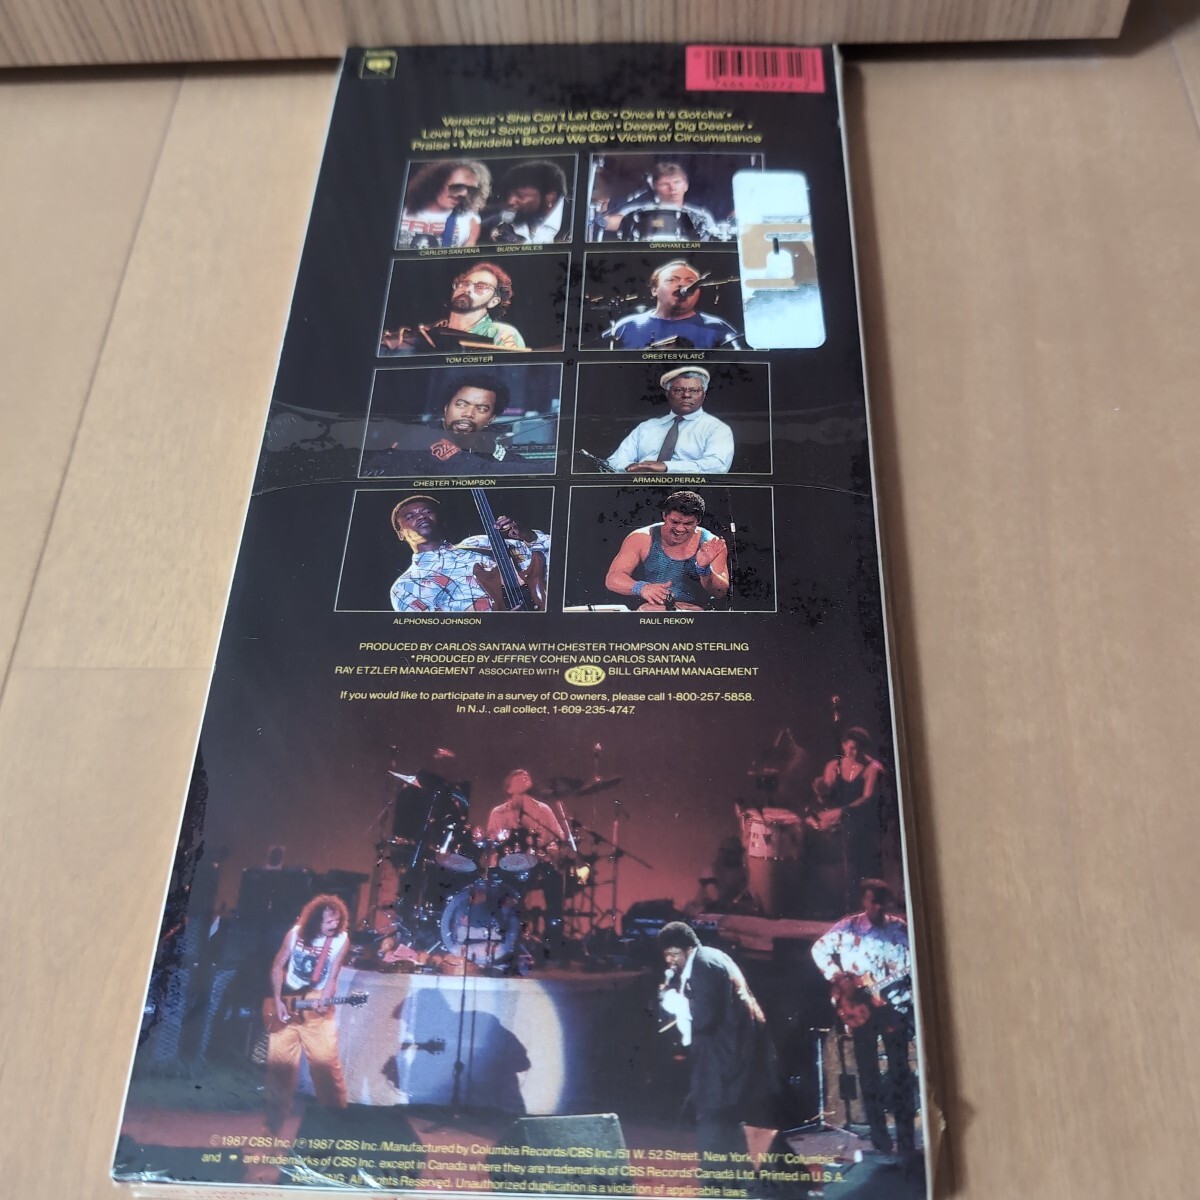 7464-40272-2
Veracruz • She Can't Let Go • Once It's Gotcha* •
Love Is You • Songs Of Freedom • Deeper, Dig Deeper •
Praise • Mandela • Before We Go • Victim of Circumstance
CARLOS SANTANA BUDDY MILES
GRAHAM LEAR
TOM COSTER
ORESTES VILATÓ
CHESTER THOMPSON
ARMANDO PERAZA
ALPHONSO JOHNSON
RAUL REKOW
PRODUCED BY CARLOS SANTANA WITH CHESTER THOMPSON AND STERLING
*PRODUCED BY JEFFREY COHEN AND CARLOS SANTANA
RAY ETZLER MANAGEMENT ASSOCIATED WITH BGP BILL GRAHAM MANAGEMENT
If you would like to participate in a survey of CD owners, please call 1-800-257-5858.
In N.J., call collect, 1-609-235-4747.
© 1987 CBS Inc./℗ 1987 CBS Inc./Manufactured by Columbia Records/CBS Inc./51 W. 52 Street, New York, NY/"Columbia"
and are trademarks of CBS Inc. except in Canada where they are trademarks of CBS Records Canada Ltd. Printed in U.S.A.
WARNING: All Rights Reserved. Unauthorized duplication is a violation of applicable laws.